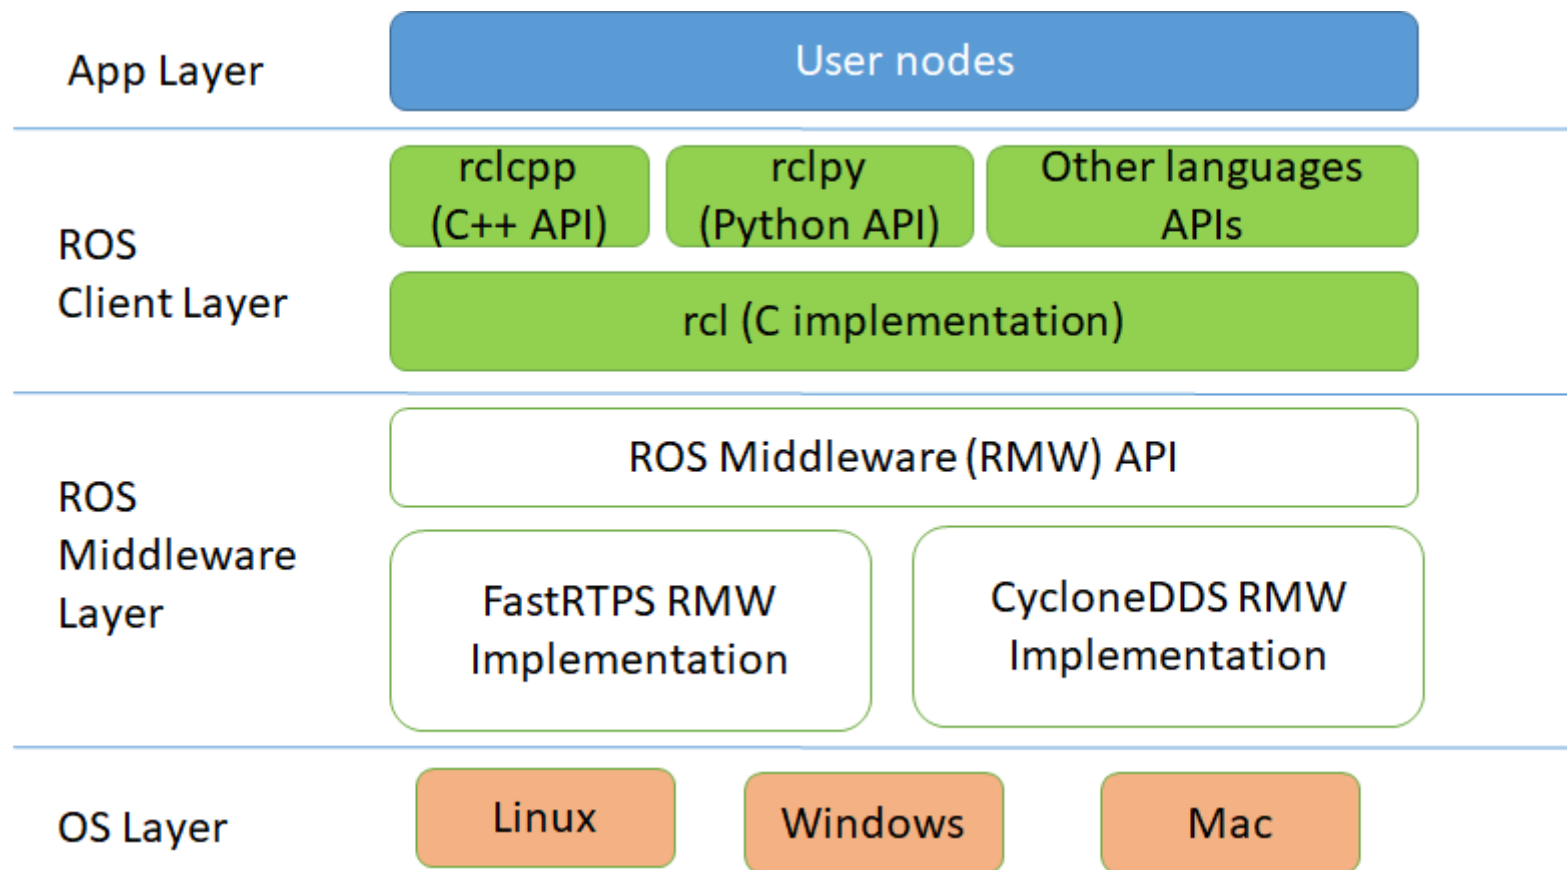 App Layer
User nodes
ROS
Client Layer
rclcpp
(C++ API)
rclpy
(Python API)
Other languages
APIs
rcl (C implementation)
ROS
Middleware
Layer
ROS Middleware (RMW) API
FastRTPS RMW
Implementation
CycloneDDS RMW
Implementation
OS Layer
Linux
Windows
Mac